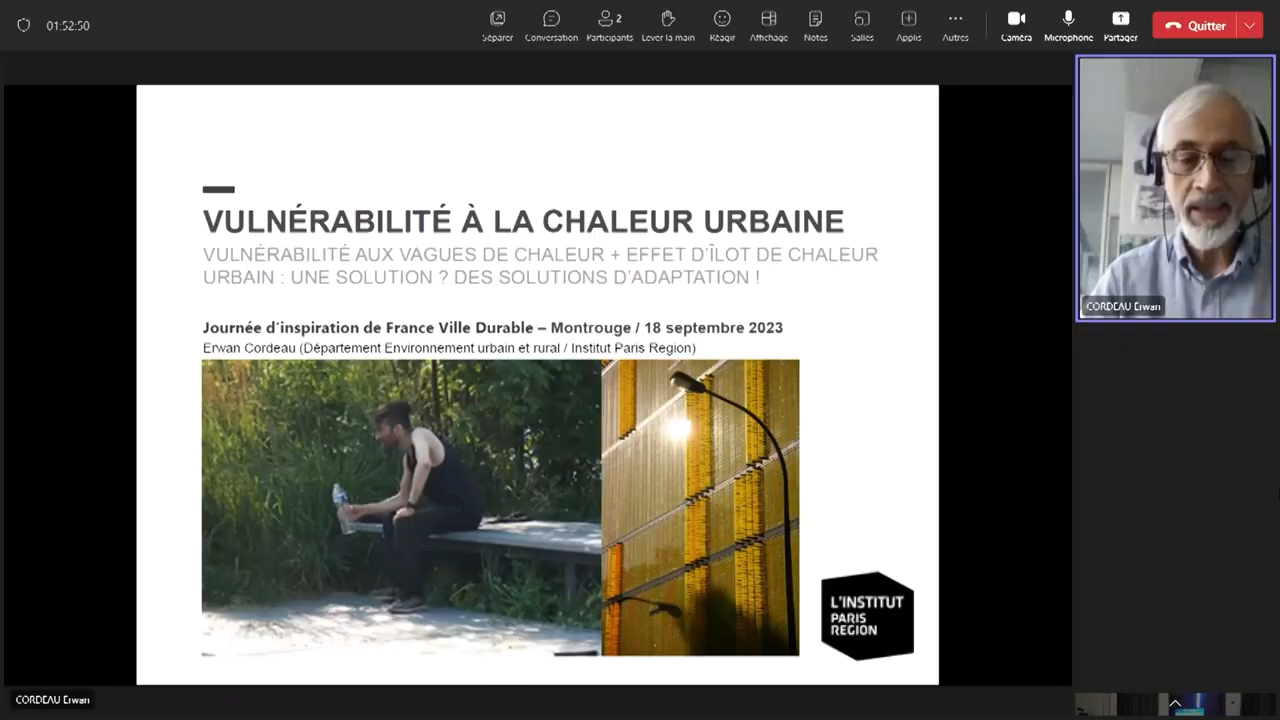 01:52:50
Séparer
Conversation
2
Participants
Lever la main
Réagir
Affichage
Notes
Salles
Applis
Autres
Caméra
Microphone
Partager
Quitter
VULNÉRABILITÉ À LA CHALEUR URBAINE
VULNÉRABILITÉ AUX VAGUES DE CHALEUR + EFFET D'ÎLOT DE CHALEUR
URBAIN : UNE SOLUTION ? DES SOLUTIONS D'ADAPTATION !
Journée d'inspiration de France Ville Durable – Montrouge / 18 septembre 2023
Erwan Cordeau (Département Environnement urbain et rural / Institut Paris Region)
L'INSTITUT
PARIS
REGION
CORDEAU Erwan
CORDEAU Erwan